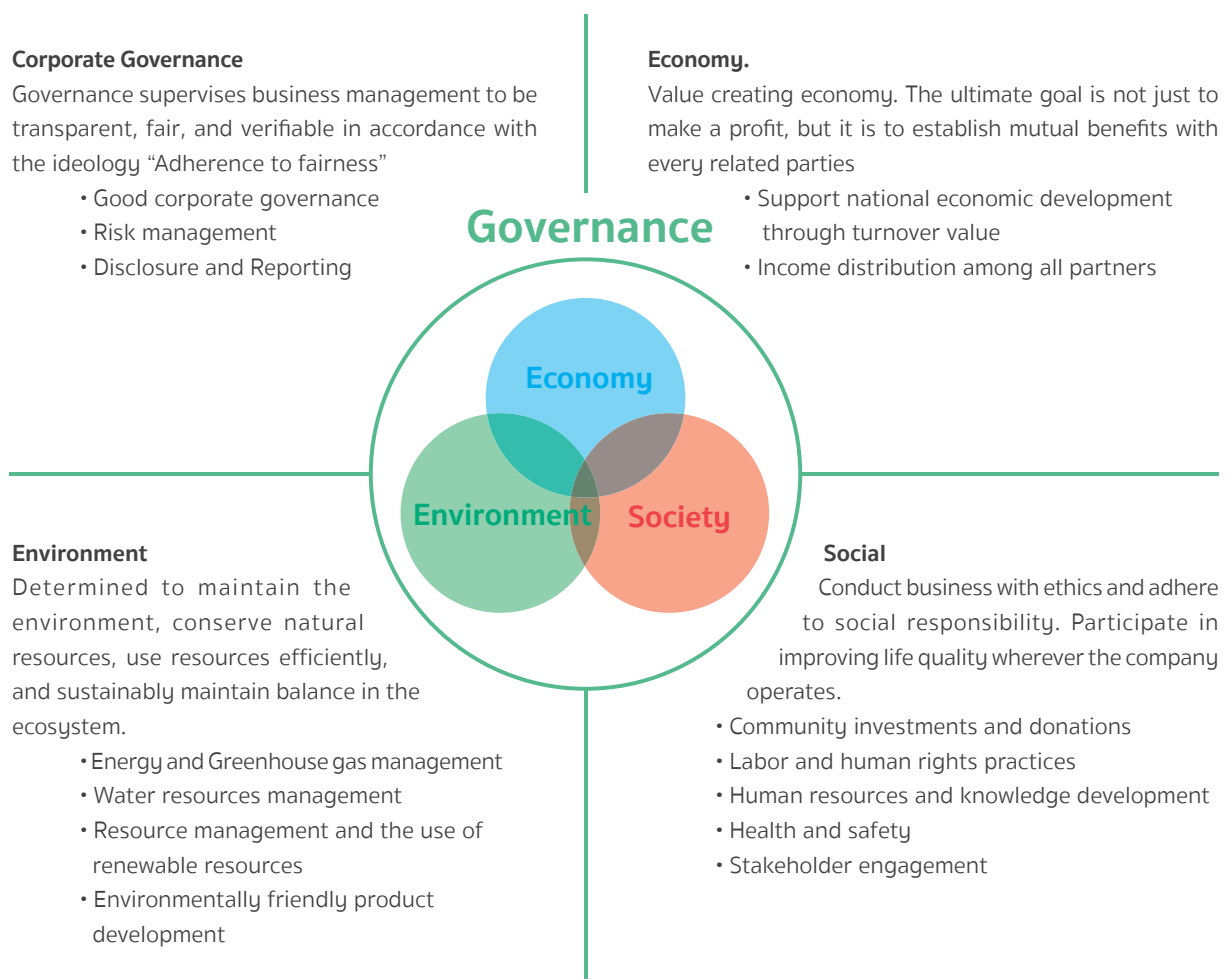 Corporate Governance
Governance supervises business management to be
transparent, fair, and verifiable in accordance with
the ideology “Adherence to fairness”
• Good corporate governance
• Risk management
• Disclosure and Reporting
Economy.
Value creating economy. The ultimate goal is not just to
make a profit, but it is to establish mutual benefits with
every related parties
• Support national economic development
through turnover value
• Income distribution among all partners
Governance
Economy
Environment
Society
Environment
Determined to maintain the
environment, conserve natural
resources, use resources efficiently,
and sustainably maintain balance in the
ecosystem.
• Energy and Greenhouse gas management
• Water resources management
• Resource management and the use of
renewable resources
• Environmentally friendly product
development
Social
Conduct business with ethics and adhere
to social responsibility. Participate in
improving life quality wherever the company
operates.
• Community investments and donations
• Labor and human rights practices
• Human resources and knowledge development
• Health and safety
• Stakeholder engagement